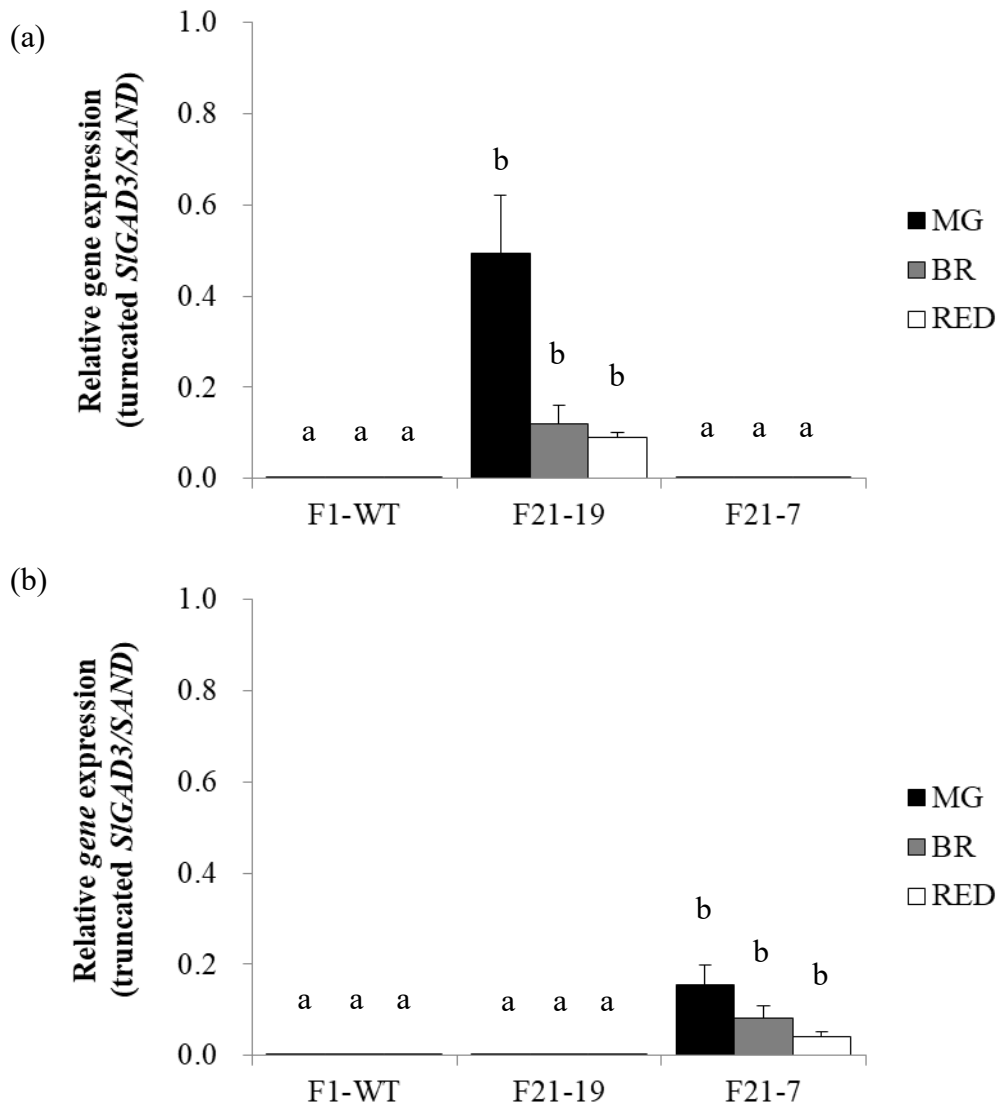 (a)
Relative gene expression
(turncated SlGAD3/SAND)
1.0
0.8
0.6
0.4
0.2
0.0
b
b
b
a a a
a a a
F1-WT F21-19 F21-7
MG
BR
RED
(b)
Relative gene expression
(truncated SlGAD3/SAND)
1.0
0.8
0.6
0.4
0.2
0.0
a a a
a a a
b
b
b
F1-WT F21-19 F21-7
MG
BR
RED